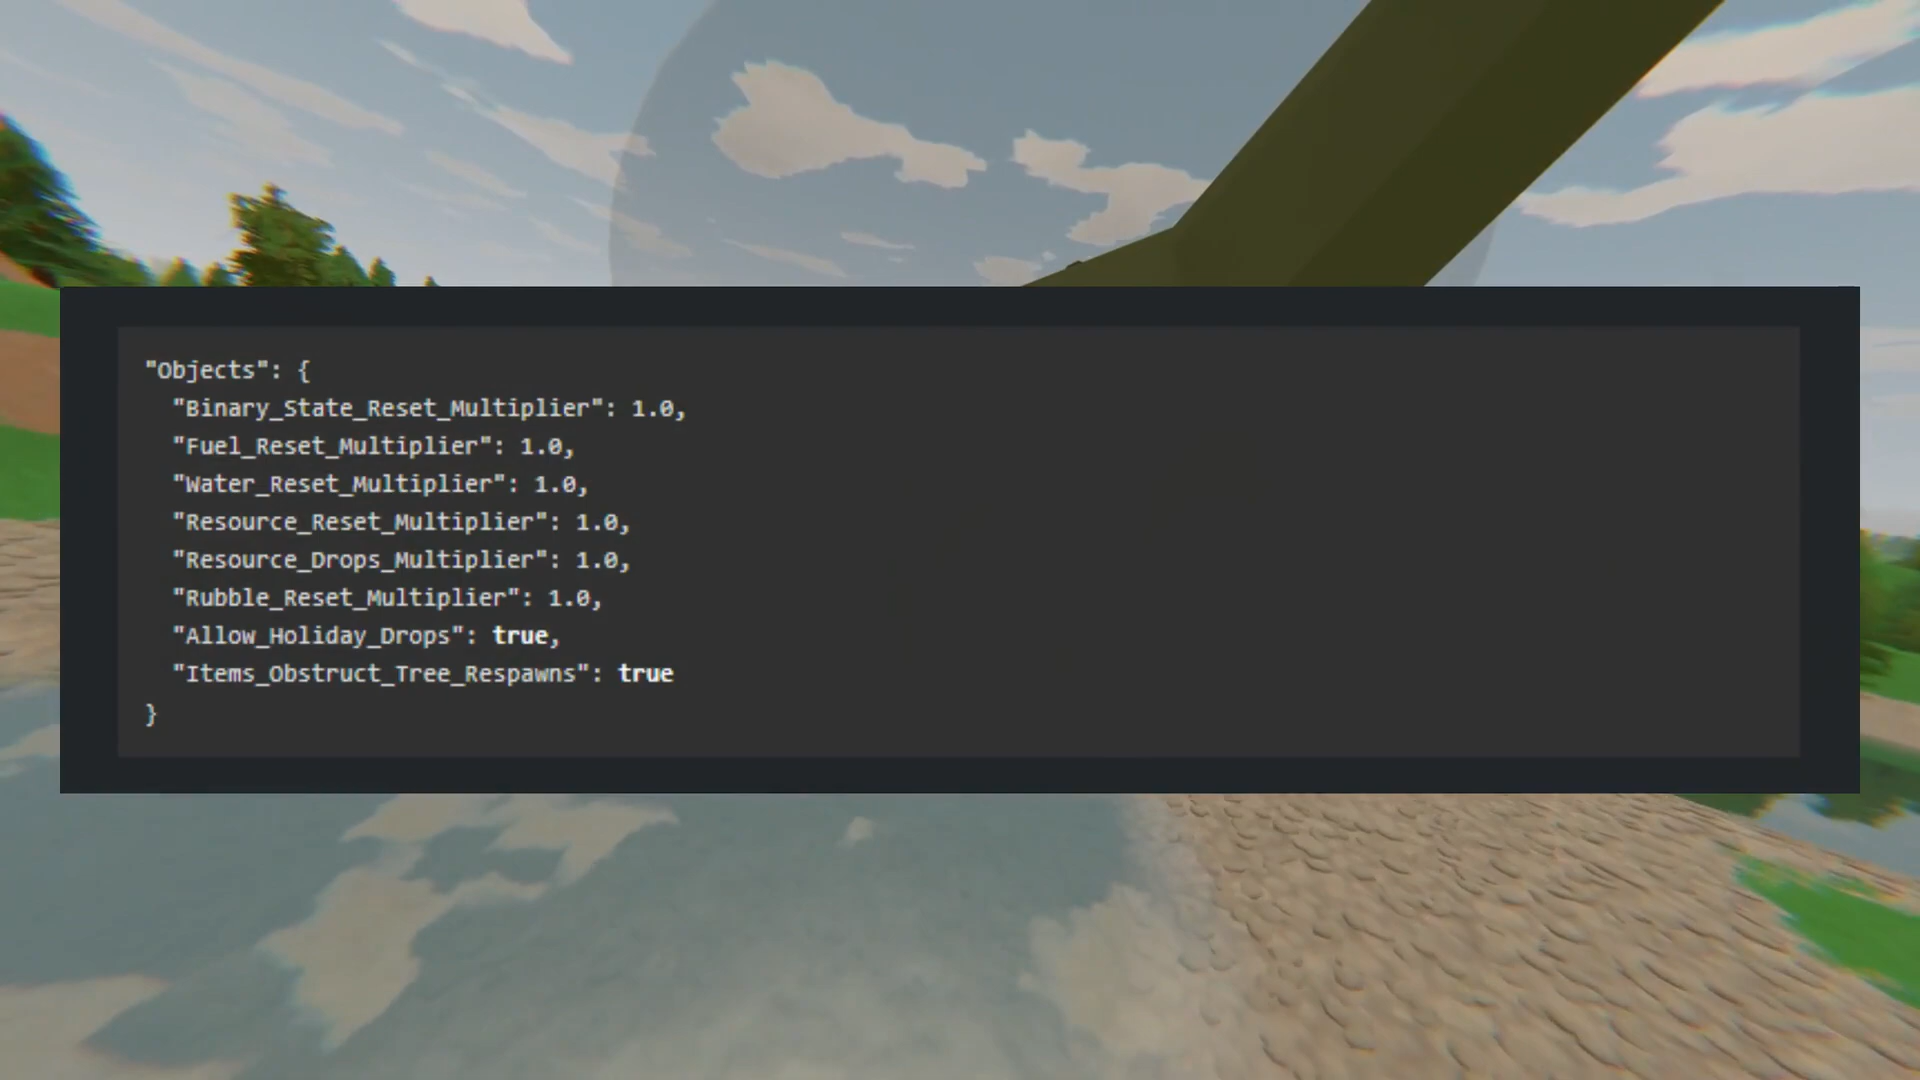 "Objects": {
"Binary_State_Reset_Multiplier": 1.0,
"Fuel_Reset_Multiplier": 1.0,
"Water_Reset_Multiplier": 1.0,
"Resource_Reset_Multiplier": 1.0,
"Resource_Drops_Multiplier": 1.0,
"Rubble_Reset_Multiplier": 1.0,
"Allow_Holiday_Drops": true,
"Items_Obstruct_Tree_Respawns": true
}